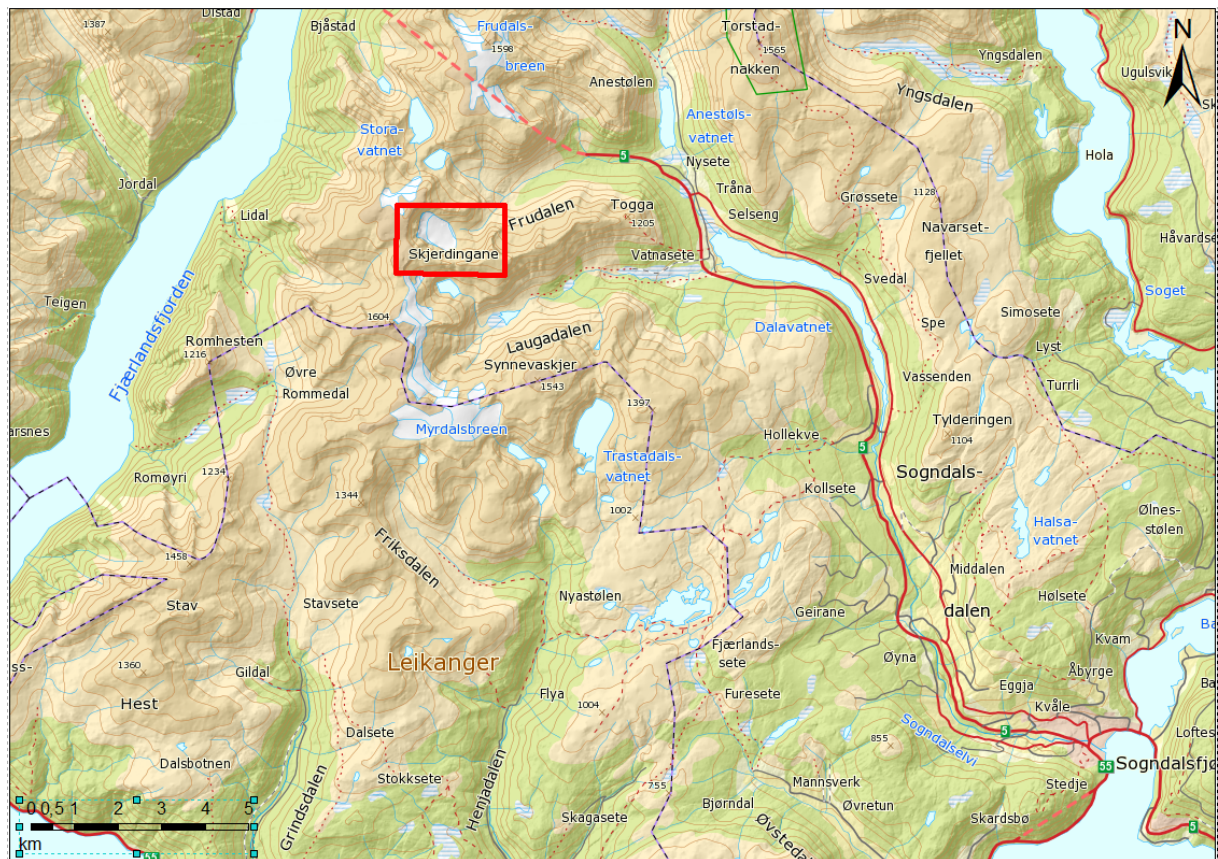 1387
Distad
Bjåstad
Frudals-
breen
1598
Torstad-
1565
nakken
N
Yngsdalen
Ugulsvik
Anestølen
Yngsdalen
Stora-
vatnet
Anestøls-
vatnet
5
Nysete
Hola
Jordal
Tråna
Grøssete
1128
Lidal
Frudalen
Togga
1205
Selseng
Navarset-
fjellet
Håvardse
Skjerdingane
Vatnasete
Svedal
Teigen
Fjærlandsfjorden
Soget
Simosete
1604
Spe
Romhesten
1216
Laugadalen
Dalavatnet
Lyst
Øvre
Rommedal
Synnevaskjer
1543
Vassenden
Turrli
1397
Tylderingen
arsnes
Myrdalsbreen
Hollekve
1104
5
Trastadals-
vatnet
Romøyri
1234
Sogndals-
Kollsete
1344
1002
Halsa-
vatnet
Ølnes-
stølen
1458
Friksdalen
Middalen
Stav
Stavsete
Nyastølen
Geirane
dalen
Hølsete
Kvam
ss-
1360
Leikanger
Fjærlands-
sete
Øyna
Åbyrge
Gildal
Flya
Furesete
Eggja
Hest
1004
Kvåle
Dalsete
5
Sogndalselvi
855
Loftes
Dalsbotnen
Stokksete
755
Mannsverk
55
Sogndalsfjø
Stedje
Grindsdalen
Henjadalen
Bjørndal
Øvretun
Skagasete
Skardsbø
5
Øvstedal
0 0,5 1 2 3 4 5
km
55